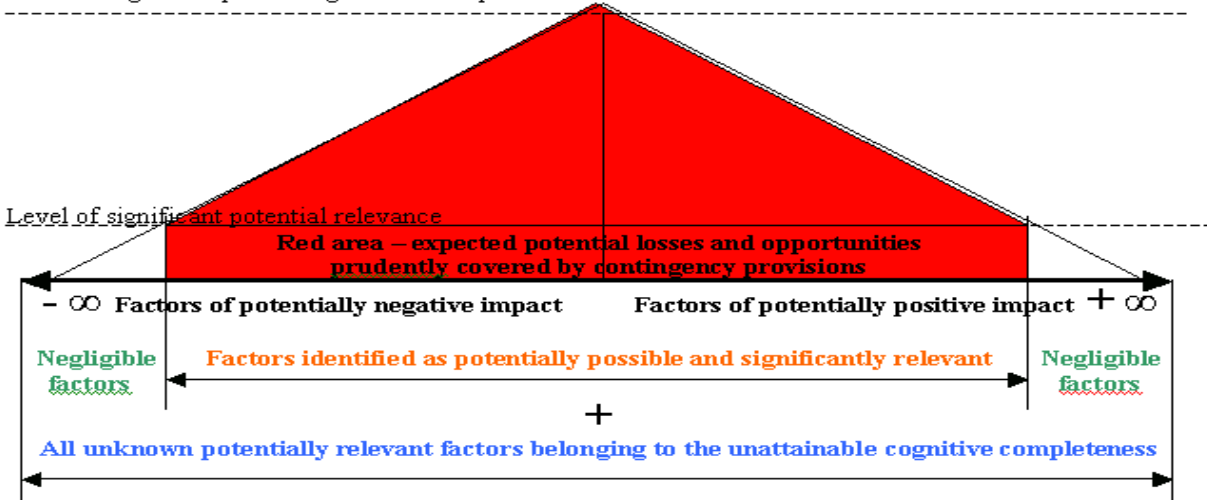 Level of significant potential relevance
Red area – expected potential losses and opportunities
prudently covered by contingency provisions
- ∞ Factors of potentially negative impact Factors of potentially positive impact + ∞
Negligible factors
Factors identified as potentially possible and significantly relevant
Negligible factors
+
All unknown potentially relevant factors belonging to the unattainable cognitive completeness